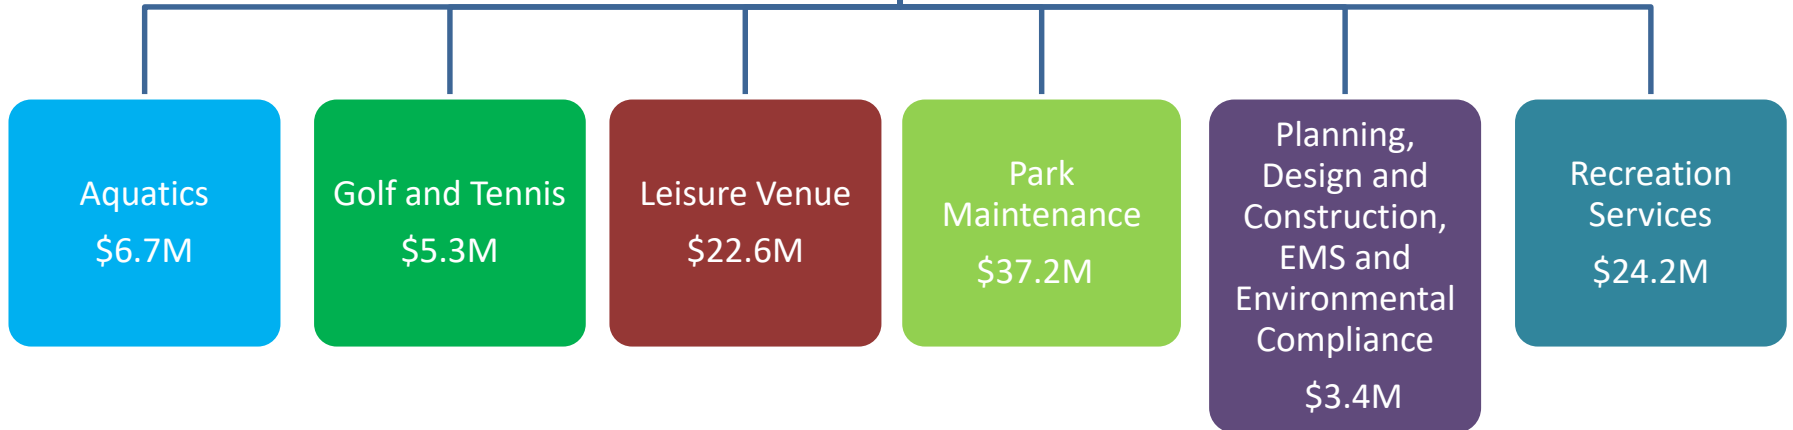 Aquatics
$6.7M
Golf and Tennis
$5.3M
Leisure Venue
$22.6M
Park
Maintenance
$37.2M
Planning,
Design and
Construction,
EMS and
Environmental
Compliance
$3.4M
Recreation
Services
$24.2M